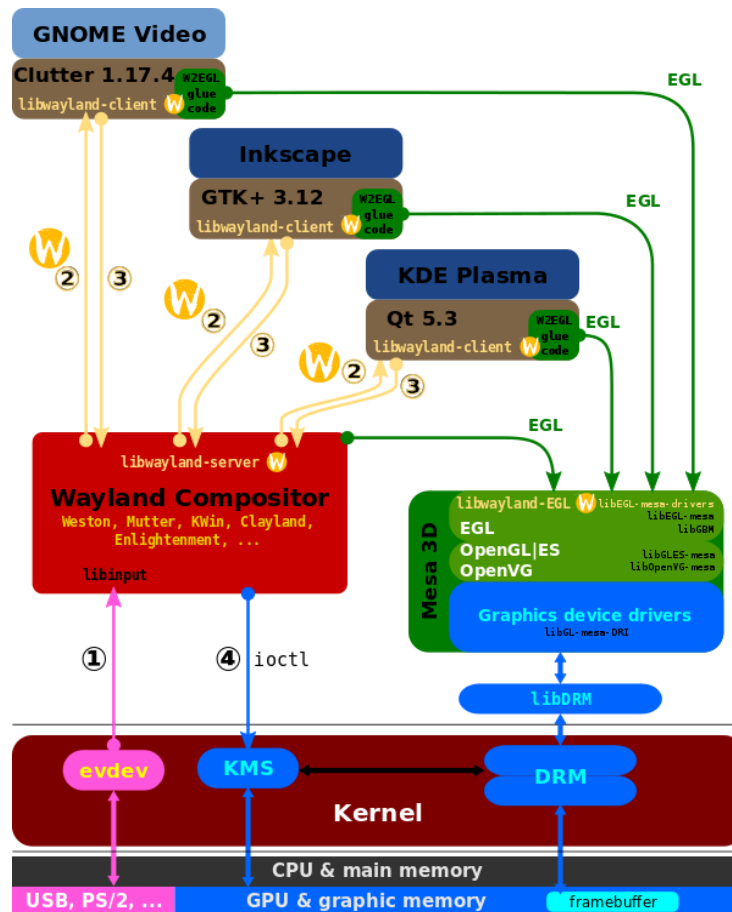 GNOME Video
Clutter 1.17.4
libwayland-client
W2EGL
glue
code
EGL
Inkscape
GTK+ 3.12
libwayland-client
W2EGL
glue
code
EGL
KDE Plasma
Qt 5.3
libwayland-client
W2EGL
glue
code
EGL
② ③
② ③
② ③
libwayland-server
Wayland Compositor
Weston, Mutter, KWin, Clayland,
Enlightenment, ...
libinput
EGL
Mesa 3D
libwayland-EGL
libEGL-mesa-drivers
libEGL-mesa
libGBM
EGL
OpenGL|ES
OpenVG
libGLES-mesa
libOpenVG-mesa
Graphics device drivers
libGL-mesa-DRI
① ④ ioctl
libDRM
evdev
KMS
DRM
Kernel
CPU & main memory
USB, PS/2, ...
GPU & graphic memory
framebuffer